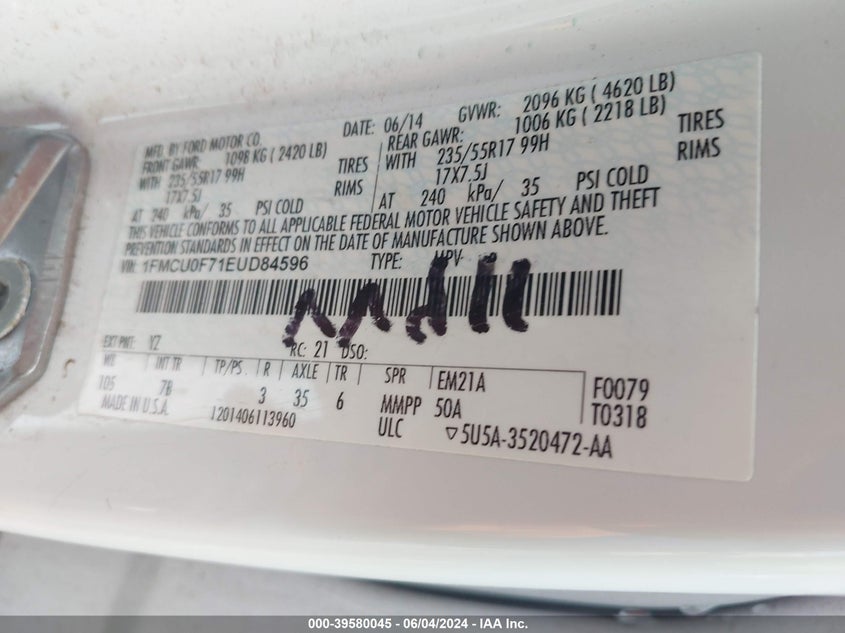 MFD. BY FORD MOTOR CO.
DATE: 06/14 GVWR: 2096 KG ( 4620 LB)
FRONT GAWR: 1098 KG ( 2420 LB) REAR GAWR: 1006 KG ( 2218 LB)
WITH 235/55R17 99H TIRES WITH 235/55R17 99H TIRES
17X7.5J RIMS 17X7.5J RIMS
AT 240 kPa/ 35 PSI COLD AT 240 kPa/ 35 PSI COLD
THIS VEHICLE CONFORMS TO ALL APPLICABLE FEDERAL MOTOR VEHICLE SAFETY AND THEFT
PREVENTION STANDARDS IN EFFECT ON THE DATE OF MANUFACTURE SHOWN ABOVE.
VIN: 1FMCU0F71EUD84596 TYPE: MPV
EXT PNT: YZ RC: 21 DSO:
WB INT TR TP/PS R AXLE TR SPR EM21A F0079
105 7B 3 35 6 MMPP 50A T0318
MADE IN U.S.A. 1201406113960 ULC ▽5U5A-3520472-AA
000-39580045 - 06/04/2024 - IAA Inc.